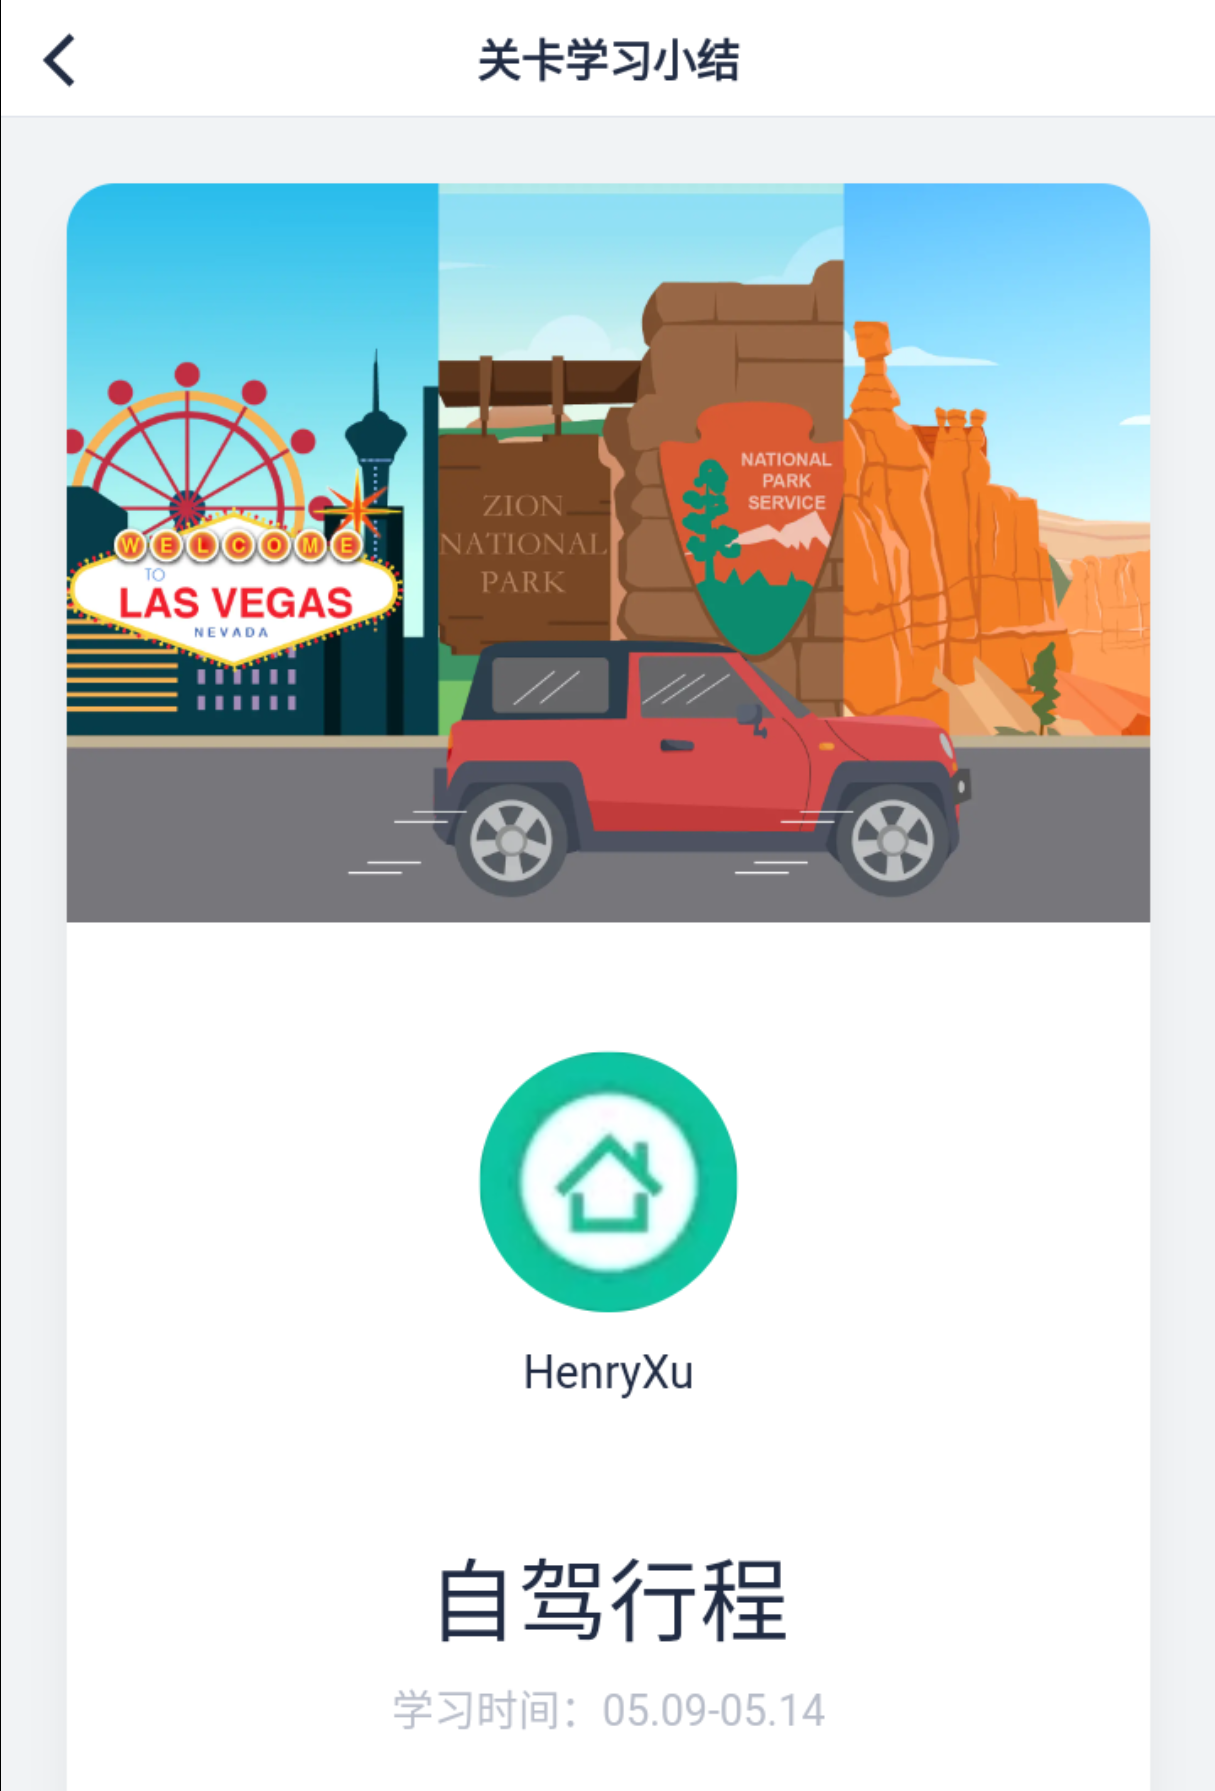 关卡学习小结
WELCOME
TO
LAS VEGAS
NEVADA
ZION
NATIONAL
PARK
NATIONAL
PARK
SERVICE
HenryXu
自驾行程
学习时间：05.09-05.14